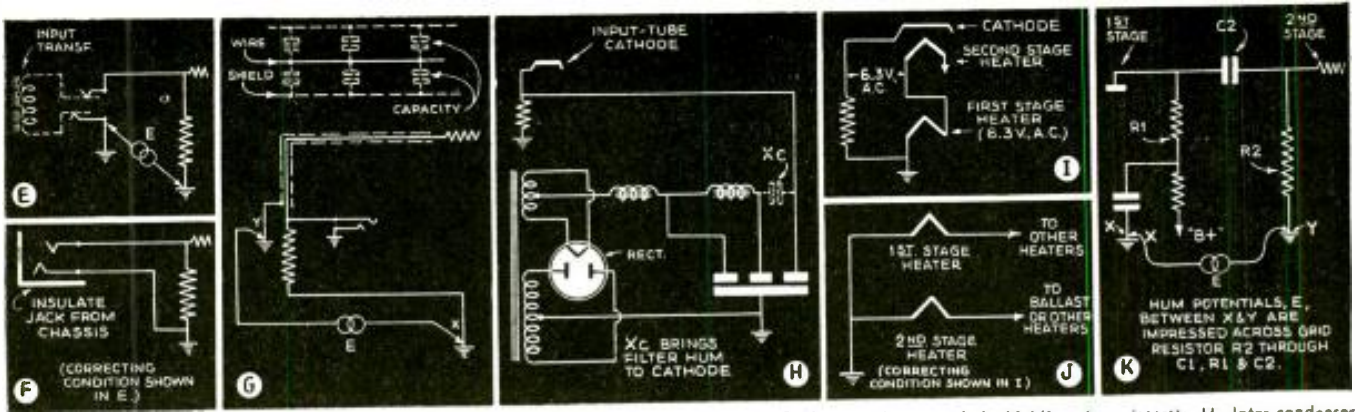 INPUT
TRANSF.
E
E
INSULATE
JACK FROM
CHASSIS
(CORRECTING
CONDITION SHOWN
IN E.)
F
WIRE
SHIELD
CAPACITY
Y
E
X
G
INPUT-TUBE
CATHODE
XC
RECT.
XC BRINGS
FILTER HUM
TO CATHODE
H
CATHODE
SECOND STAGE
HEATER
6.3V.
A.C.
FIRST STAGE
HEATER
(6.3V., A.C.)
I
1ST. STAGE
HEATER
TO
OTHER
HEATERS
2ND STAGE
HEATER
TO
BALLAST
OR OTHER
HEATERS
(CORRECTING
CONDITION SHOWN IN I)
J
1ST
STAGE
C2
2ND
STAGE
R1
R2
X
X
"B+"
Y
E
HUM POTENTIALS, E,
BETWEEN X&Y ARE
IMPRESSED ACROSS GRID
RESISTOR R2 THROUGH
C1, R1 & C2.
K
condenser